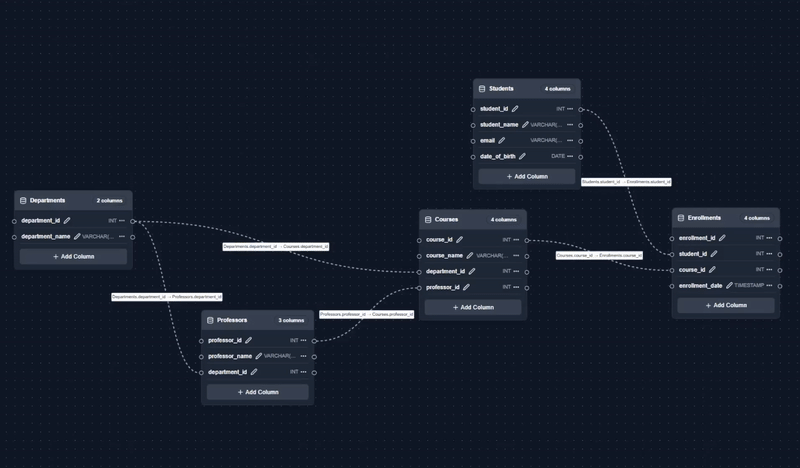 Students 4 columns
student_id INT
student_name VARCHAR(...
email VARCHAR(...
date_of_birth DATE
+ Add Column
Students.student_id → Enrollments.student_id
Departments 2 columns
department_id INT
department_name VARCHAR(...
+ Add Column
Departments.department_id → Courses.department_id
Departments.department_id → Professors.department_id
Courses 4 columns
course_id INT
course_name VARCHAR(...
department_id INT
professor_id INT
+ Add Column
Courses.course_id → Enrollments.course_id
Enrollments 4 columns
enrollment_id INT
student_id INT
course_id INT
enrollment_date TIMESTAMP
+ Add Column
Professors 3 columns
professor_id INT
professor_name VARCHAR(...
department_id INT
+ Add Column
Professors.professor_id → Courses.professor_id